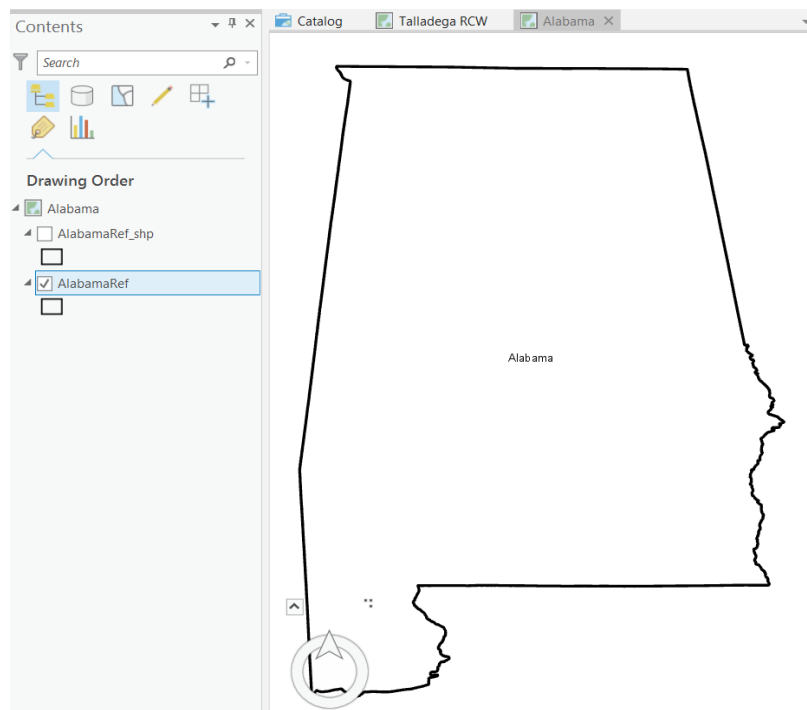 Contents
Catalog
Talladega RCW
Alabama
Search
Drawing Order
Alabama
AlabamaRef_shp
AlabamaRef
Alabama